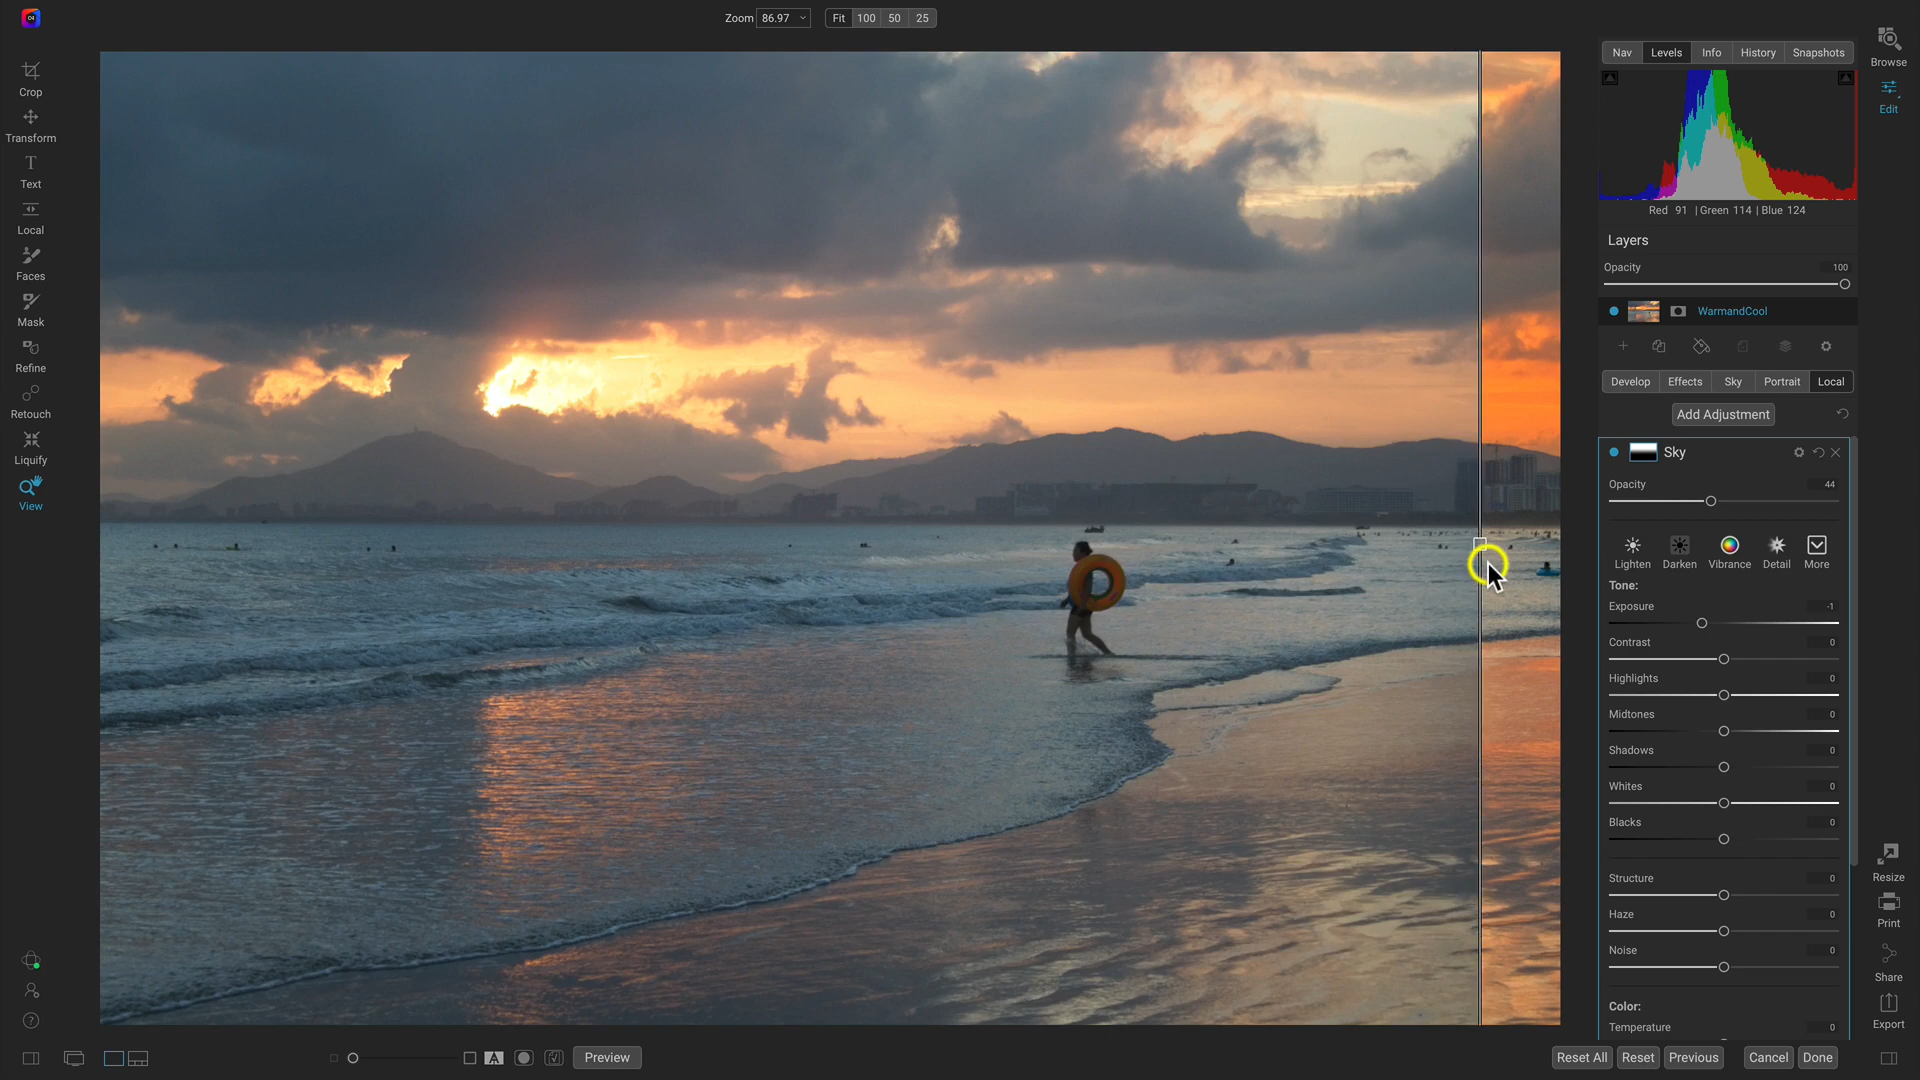 Zoom 86.97 Fit 100 50 25
Crop
Transform
Text
Local
Faces
Mask
Refine
Retouch
Liquify
View
Nav Levels Info History Snapshots
Red 91 | Green 114 | Blue 124
Layers
Opacity 100
WarmandCool
Develop Effects Sky Portrait Local
Add Adjustment
Sky
Opacity 44
Lighten Darken Vibrance Detail More
Tone:
Exposure -1
Contrast 0
Highlights 0
Midtones 0
Shadows 0
Whites 0
Blacks 0
Structure 0
Haze 0
Noise 0
Color:
Temperature 0
Browse
Edit
Resize
Print
Share
Export
A Preview
Reset All Reset Previous Cancel Done